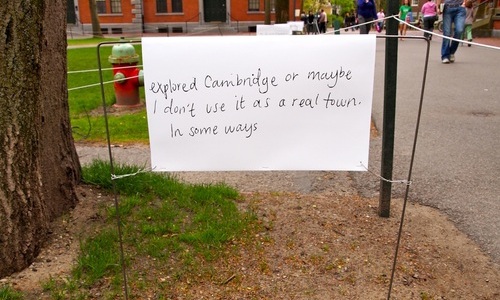 explored Cambridge or maybe
I don't use it as a real town.
In some ways